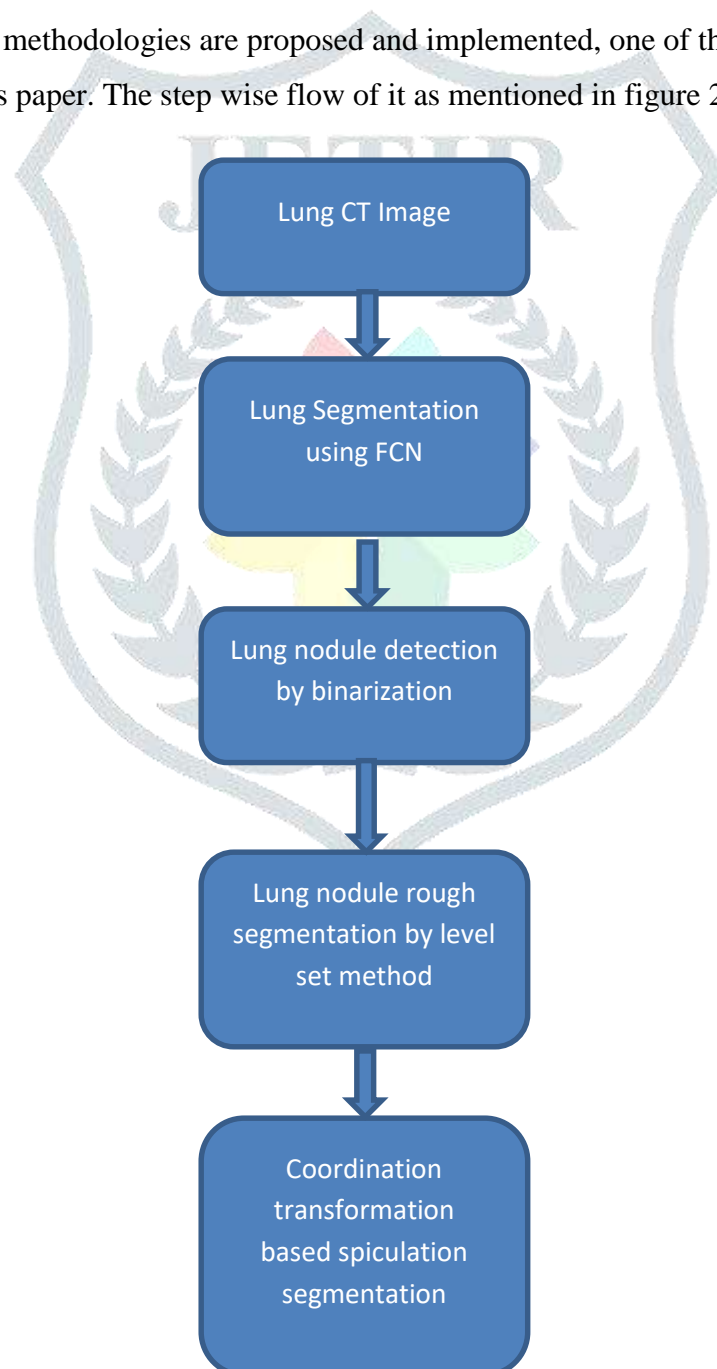 methodologies are proposed and implemented, one of th
s paper. The step wise flow of it as mentioned in figure 2
JETIR
Lung CT Image
Lung Segmentation
using FCN
Lung nodule detection
by binarization
Lung nodule rough
segmentation by level
set method
Coordination
transformation
based spiculation
segmentation